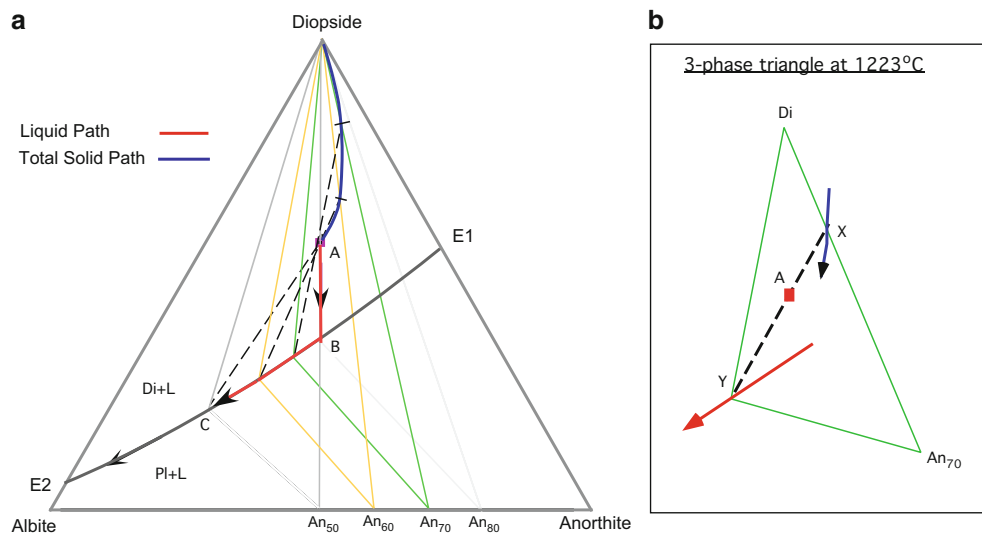 a
Diopside
Liquid Path
Total Solid Path
E1
A
B
Di+L
C
Pl+L
E2
Albite
An50
An60
An70
An80
Anorthite
b
3-phase triangle at 1223°C
Di
X
A
Y
An70